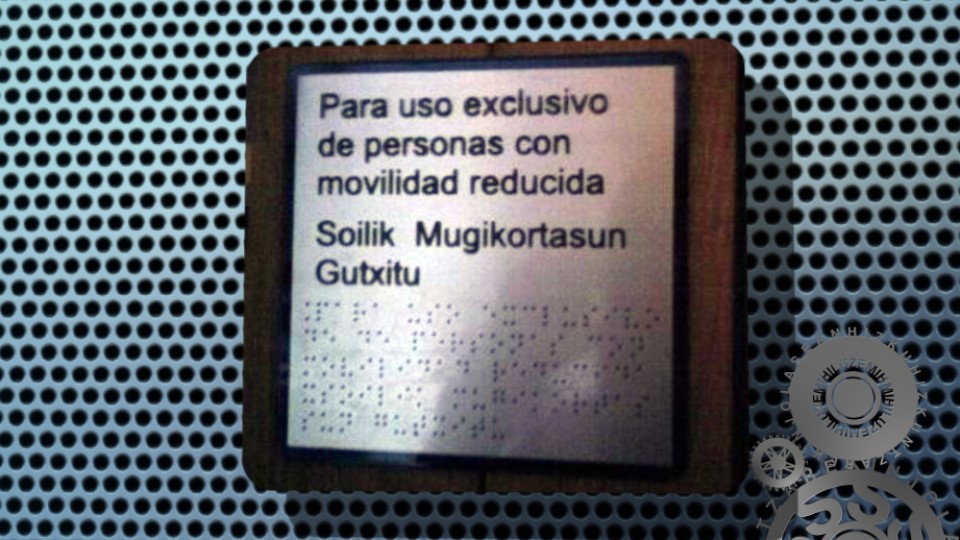 Para uso exclusivo
de personas con
movilidad reducida
Soilik Mugikortasun
Gutxitu